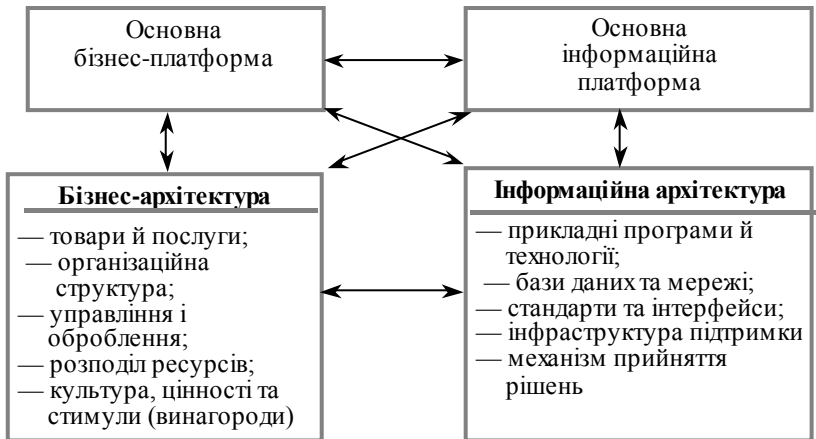 Основна
бізнес-платформа
Основна
інформаційна
платформа
Бізнес-архітектура
— товари й послуги;
— організаційна
структура;
— управління і
оброблення;
— розподіл ресурсів;
— культура, цінності та
стимули (винагороди)
Інформаційна архітектура
— прикладні програми й
технології;
— бази даних та мережі;
— стандарти та інтерфейси;
— інфраструктура підтримки
— механізм прийняття
рішень